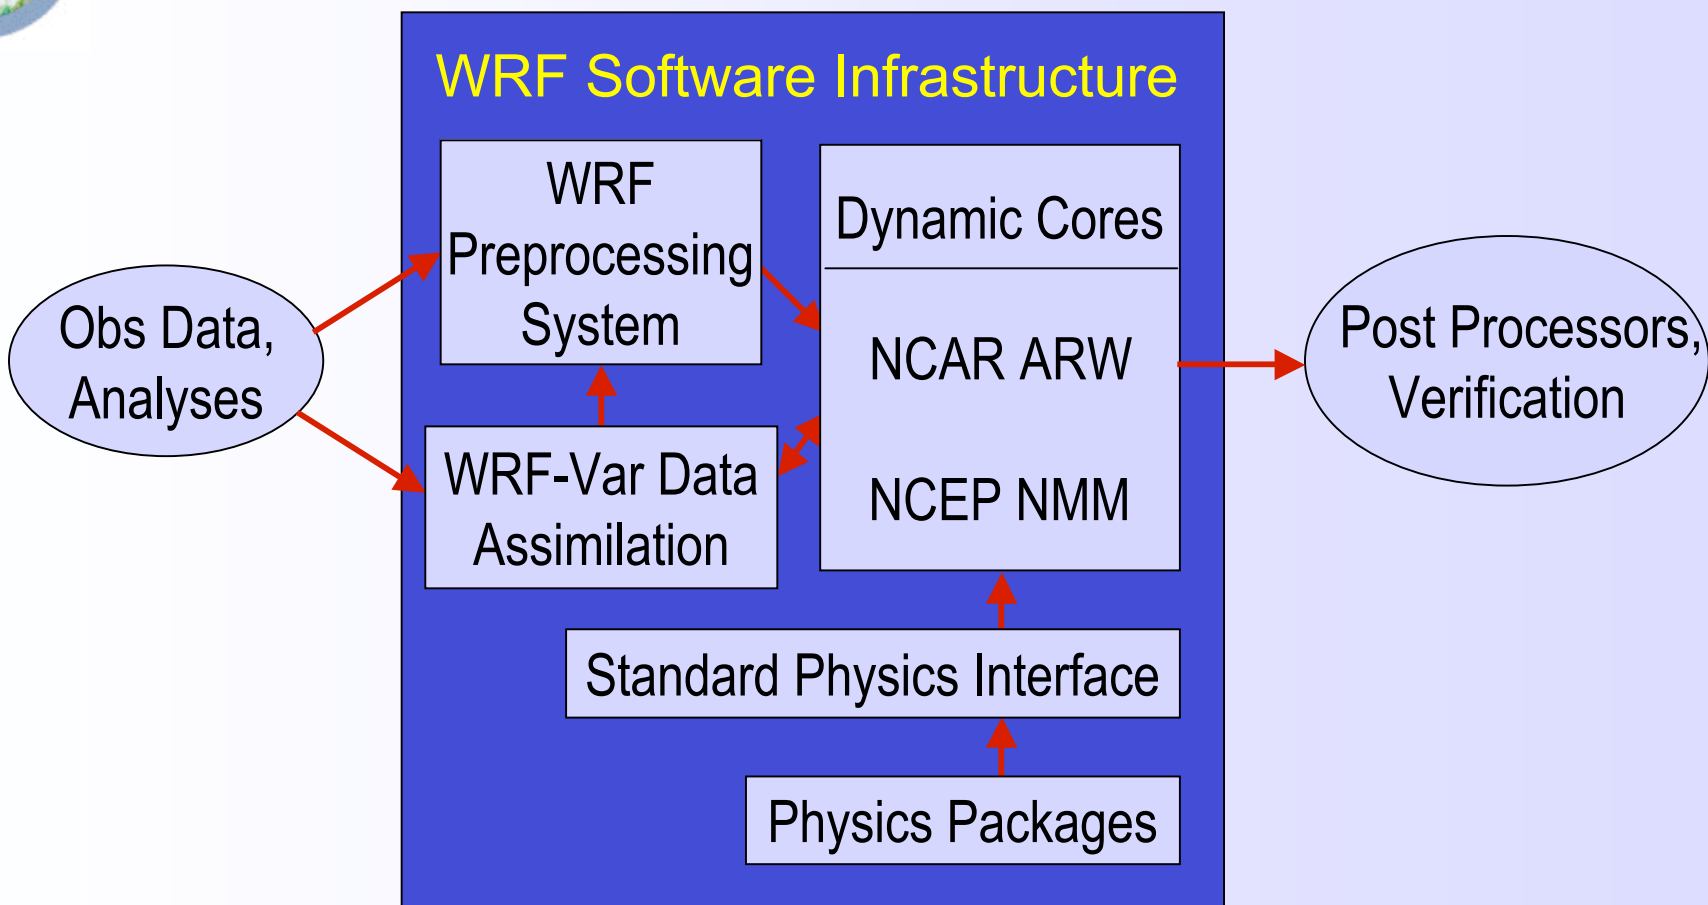 WRF Software Infrastructure
WRF
Preprocessing
System
Dynamic Cores
NCAR ARW
NCEP NMM
Obs Data,
Analyses
Post Processors,
Verification
WRF-Var Data
Assimilation
Standard Physics Interface
Physics Packages